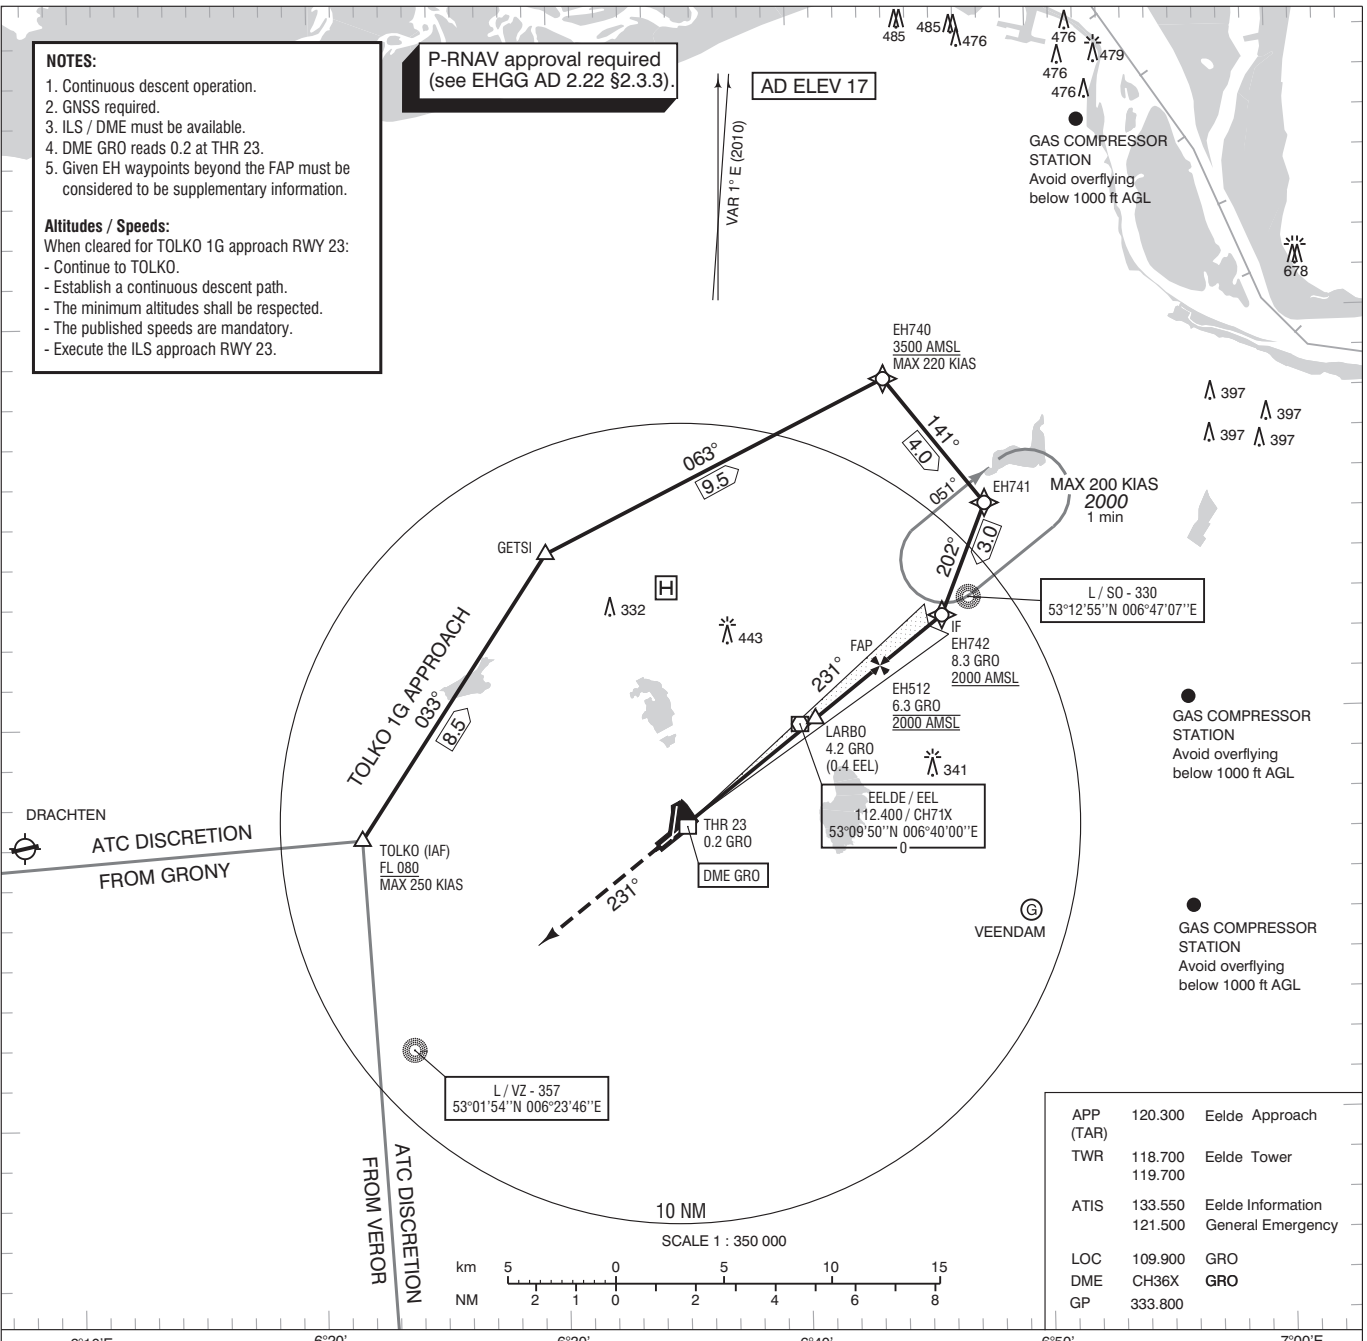 NOTES:
1. Continuous descent operation.
2. GNSS required.
3. ILS / DME must be available.
4. DME GRO reads 0.2 at THR 23.
5. Given EH waypoints beyond the FAP must be
considered to be supplementary information.
Altitudes / Speeds:
When cleared for TOLKO 1G approach RWY 23:
- Continue to TOLKO.
- Establish a continuous descent path.
- The minimum altitudes shall be respected.
- The published speeds are mandatory.
- Execute the ILS approach RWY 23.
P-RNAV approval required
(see EHGG AD 2.22 §2.3.3).
AD ELEV 17
VAR 1° E (2010)
485
485
476
476
479
476
476
GAS COMPRESSOR
STATION
Avoid overflying
below 1000 ft AGL
678
EH740
3500 AMSL
MAX 220 KIAS
397
397
397
397
141°
4.0
063°
9.5
051°
EH741
MAX 200 KIAS
2000
1 min
GETSI
202°
3.0
H
332
443
L / SO - 330
53°12'55''N 006°47'07''E
IF
EH742
8.3 GRO
2000 AMSL
FAP
231°
EH512
6.3 GRO
2000 AMSL
TOLKO 1G APPROACH
033°
8.5
LARBO
4.2 GRO
(0.4 EEL)
341
GAS COMPRESSOR
STATION
Avoid overflying
below 1000 ft AGL
EELDE / EEL
112.400 / CH71X
53°09'50''N 006°40'00''E
0
DRACHTEN
ATC DISCRETION
FROM GRONY
TOLKO (IAF)
FL 080
MAX 250 KIAS
THR 23
0.2 GRO
DME GRO
231°
G
VEENDAM
GAS COMPRESSOR
STATION
Avoid overflying
below 1000 ft AGL
L / VZ - 357
53°01'54''N 006°23'46''E
ATC DISCRETION
FROM VEROR
10 NM
SCALE 1 : 350 000
km 5 0 5 10 15
NM 2 1 0 2 4 6 8
APP 120.300 Eelde Approach
(TAR)
TWR 118.700 Eelde Tower
119.700
ATIS 133.550 Eelde Information
121.500 General Emergency
LOC 109.900 GRO
DME CH36X GRO
GP 333.800